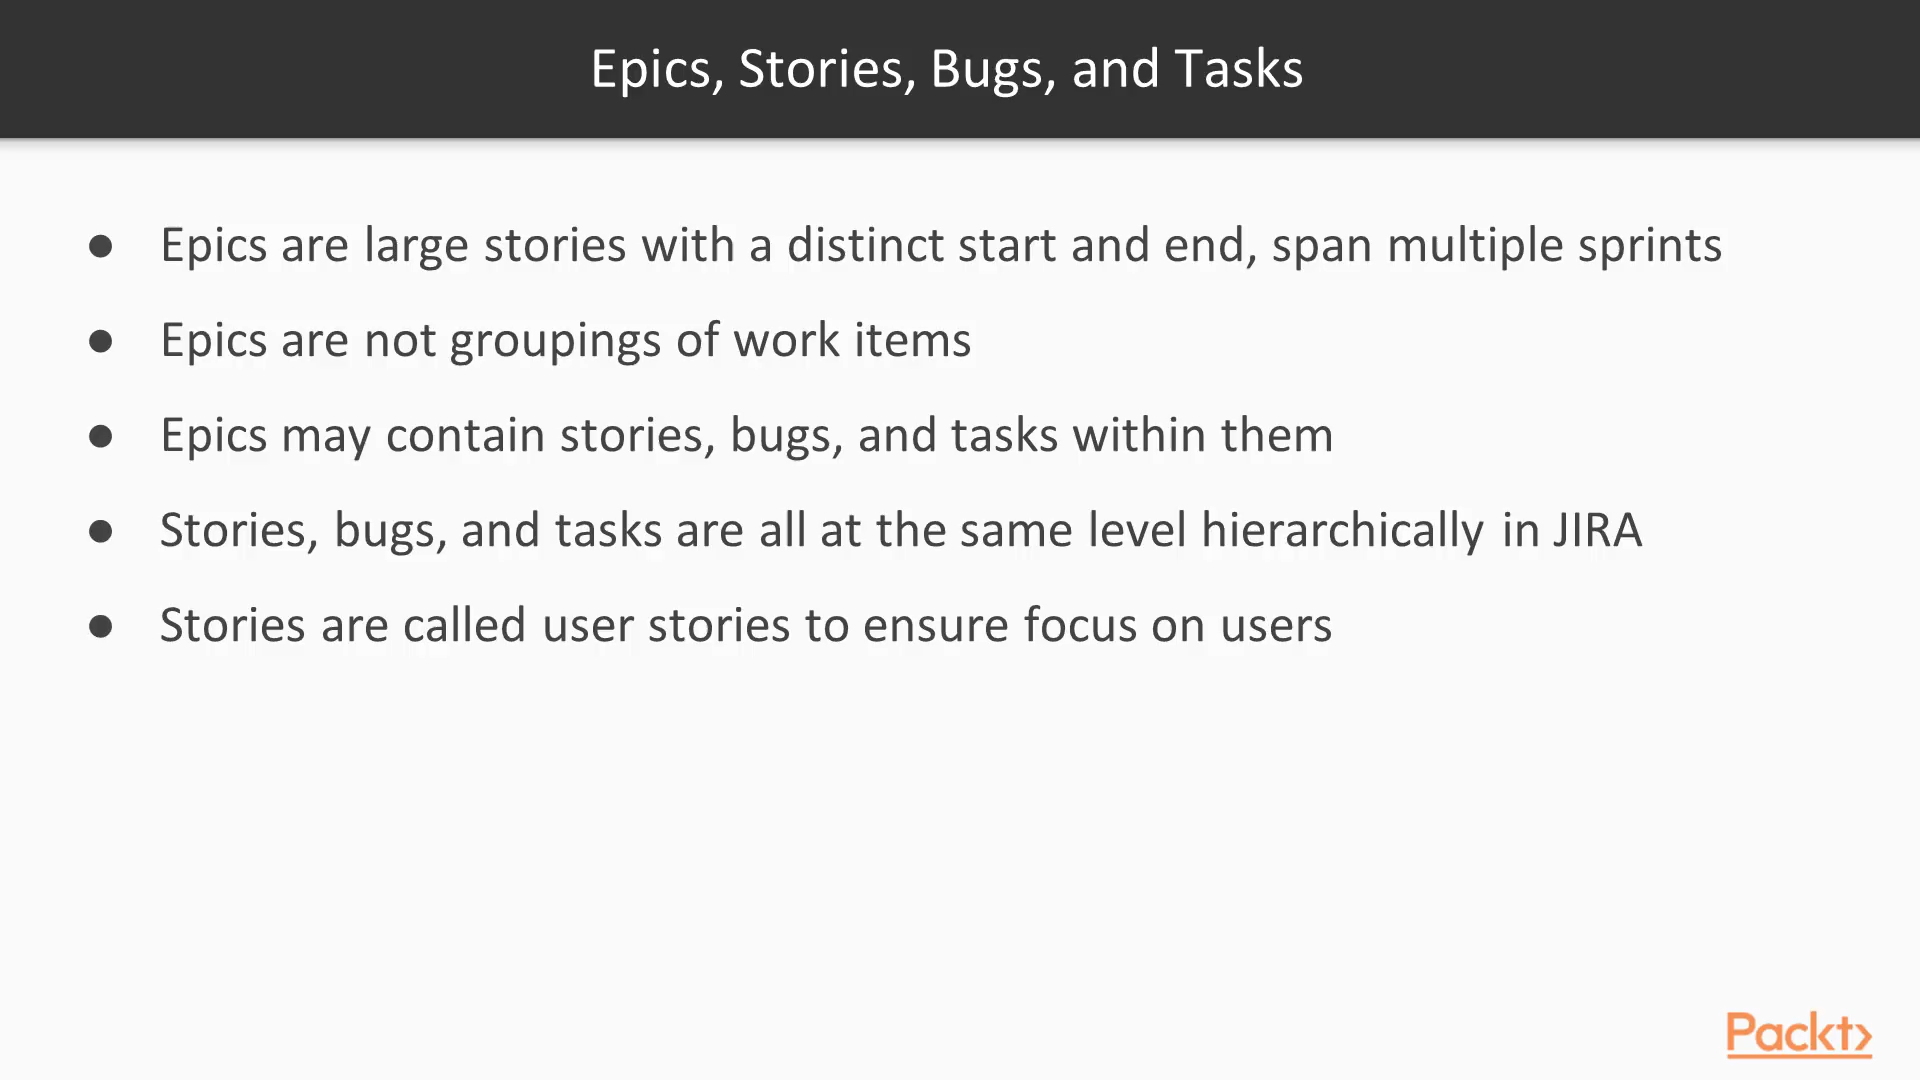 Epics, Stories, Bugs, and Tasks
● Epics are large stories with a distinct start and end, span multiple sprints
● Epics are not groupings of work items
● Epics may contain stories, bugs, and tasks within them
● Stories, bugs, and tasks are all at the same level hierarchically in JIRA
● Stories are called user stories to ensure focus on users
Packt>